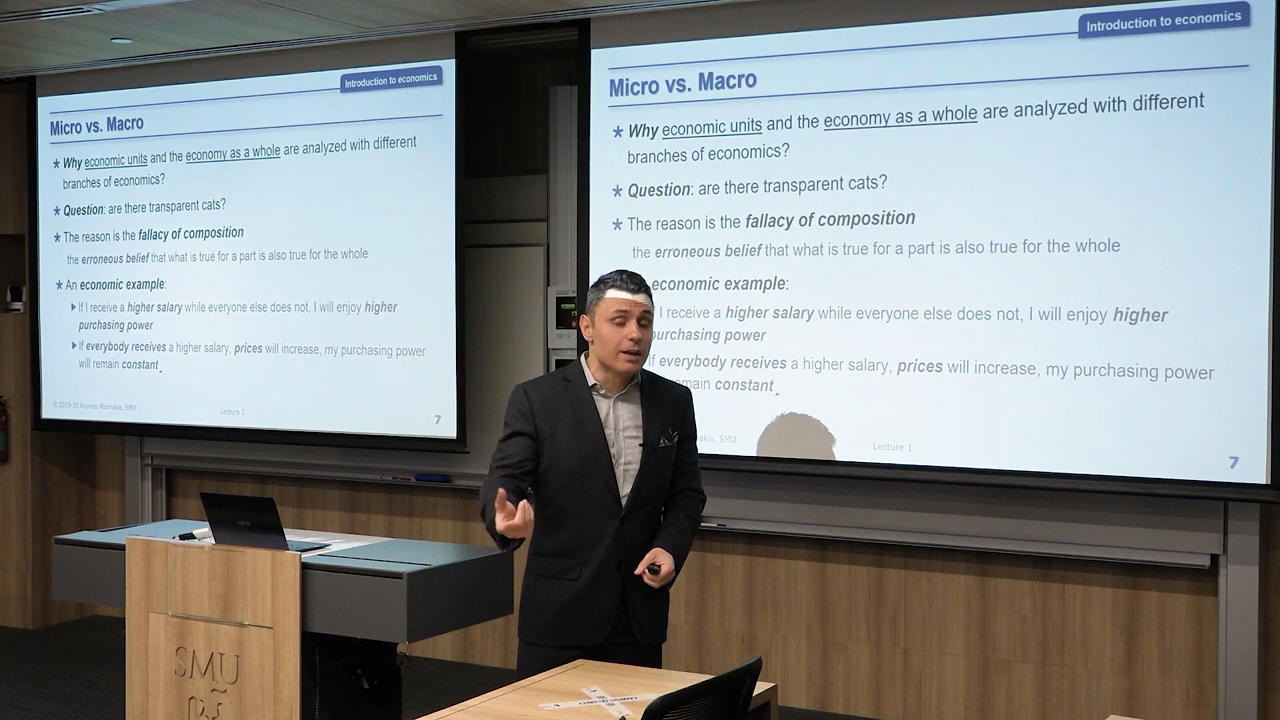 Introduction to economics
Micro vs. Macro
* Why economic units and the economy as a whole are analyzed with different
branches of economics?
* Question: are there transparent cats?
* The reason is the fallacy of composition
the erroneous belief that what is true for a part is also true for the whole
* An economic example:
If I receive a higher salary while everyone else does not, I will enjoy higher
purchasing power
If everybody receives a higher salary, prices will increase, my purchasing power
will remain constant
© 2019-20 Kosmas Marinakis, SMU
Lecture 1
7
Introduction to economics
Micro vs. Macro
* Why economic units and the economy as a whole are analyzed with different
branches of economics?
* Question: are there transparent cats?
* The reason is the fallacy of composition
the erroneous belief that what is true for a part is also true for the whole
economic example:
I receive a higher salary while everyone else does not, I will enjoy higher
purchasing power
If everybody receives a higher salary, prices will increase, my purchasing power
remain constant
SMU
Lecture 1
7
SMU
CAMPUS SECURITY